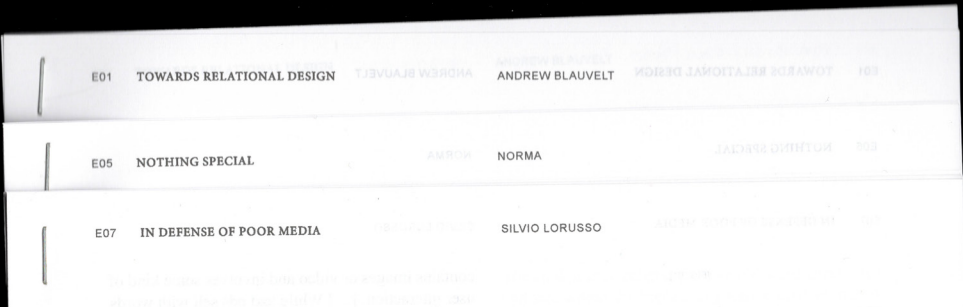 E01 TOWARDS RELATIONAL DESIGN ANDREW BLAUVELT
E05 NOTHING SPECIAL NORMA
E07 IN DEFENSE OF POOR MEDIA SILVIO LORUSSO